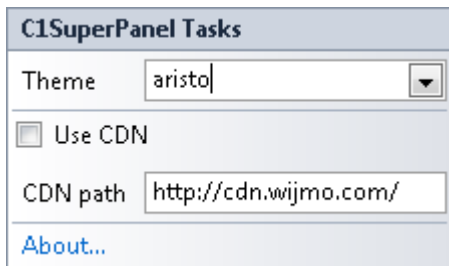 C1SuperPanel Tasks
Theme aristo
Use CDN
CDN path http://cdn.wijmo.com/
About...